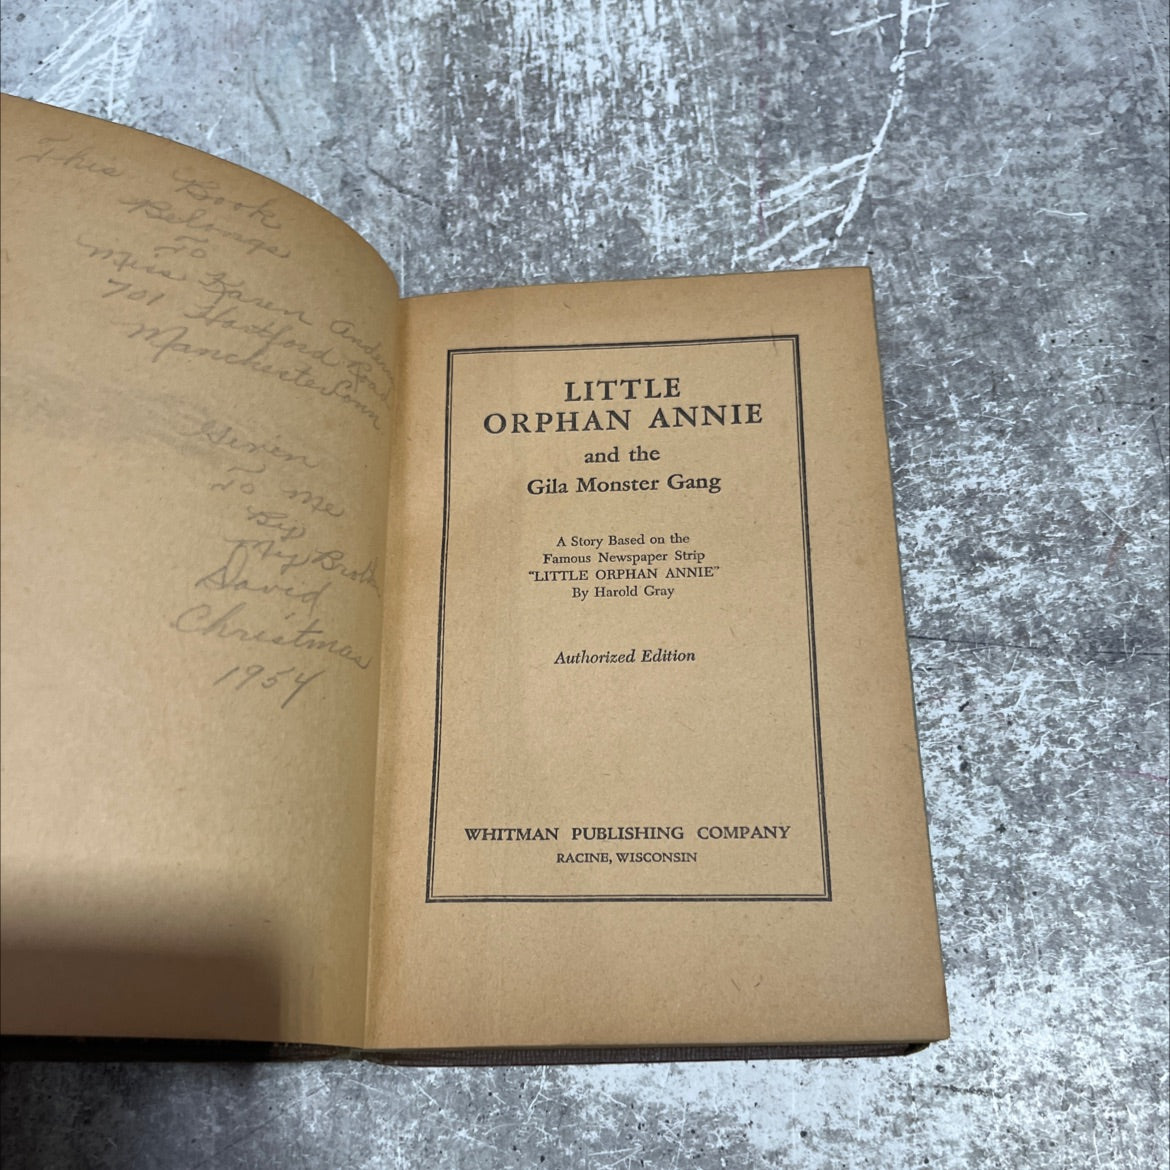 This Book
Belongs
To
Miss Karen Anders
701 Hartford Road
Manchester Conn
Given
To me
By
My Broth
David
Christmas
1954
LITTLE
ORPHAN ANNIE
and the
Gila Monster Gang
A Story Based on the
Famous Newspaper Strip
"LITTLE ORPHAN ANNIE"
By Harold Gray
Authorized Edition
WHITMAN PUBLISHING COMPANY
RACINE, WISCONSIN